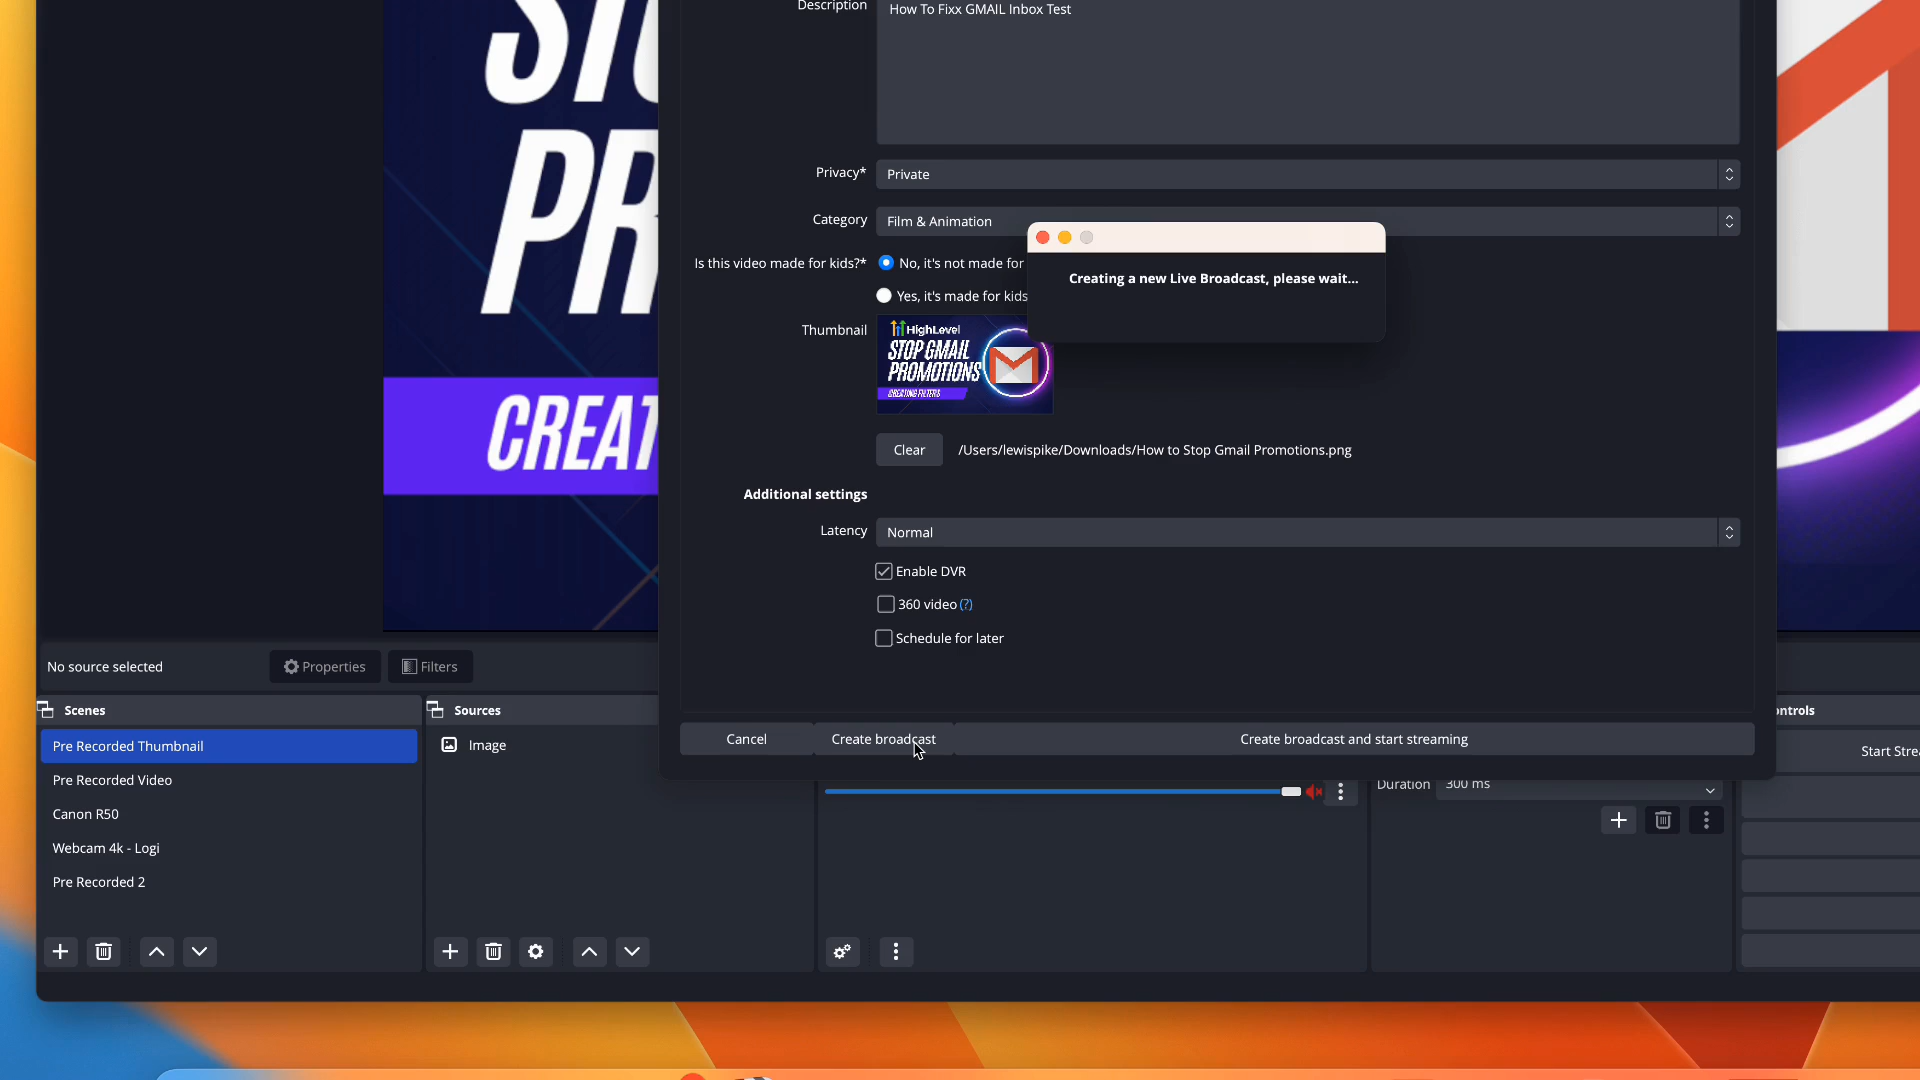 Description
How To Fixx GMAIL Inbox Test
Privacy*
Private
Category
Film & Animation
Is this video made for kids?*
No, it's not made for
Yes, it's made for kids
Creating a new Live Broadcast, please wait...
Thumbnail
HighLevel
STOP GMAIL
PROMOTIONS
CREATING FILTERS
Clear
/Users/lewispike/Downloads/How to Stop Gmail Promotions.png
Additional settings
Latency
Normal
Enable DVR
360 video (?)
Schedule for later
Cancel
Create broadcast
Create broadcast and start streaming
PR
CREAT
No source selected
Properties
Filters
Scenes
Pre Recorded Thumbnail
Pre Recorded Video
Canon R50
Webcam 4k - Logi
Pre Recorded 2
Sources
Image
Duration
300 ms
ontrols
Start Stre